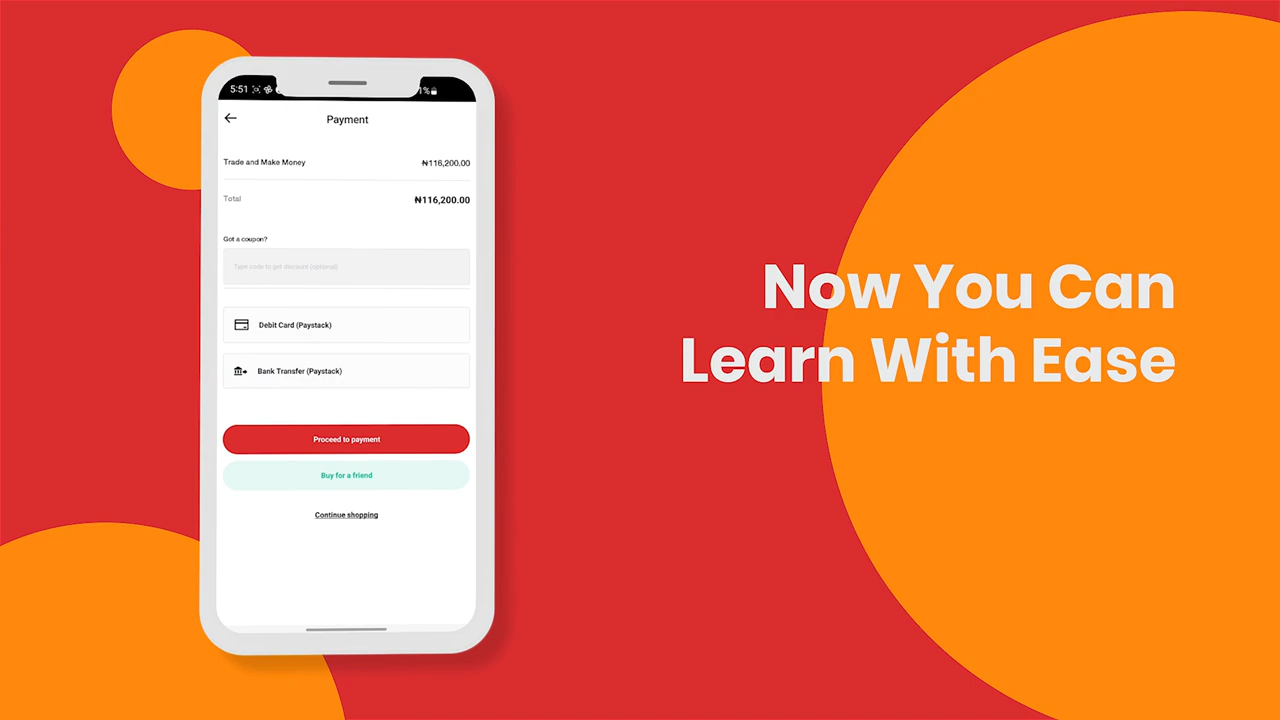 5:51
1%
Payment
Trade and Make Money ₦116,200.00
Total ₦116,200.00
Got a coupon?
Type code to get discount (optional)
Debit Card (Paystack)
Bank Transfer (Paystack)
Proceed to payment
Buy for a friend
Continue shopping
Now You Can
Learn With Ease